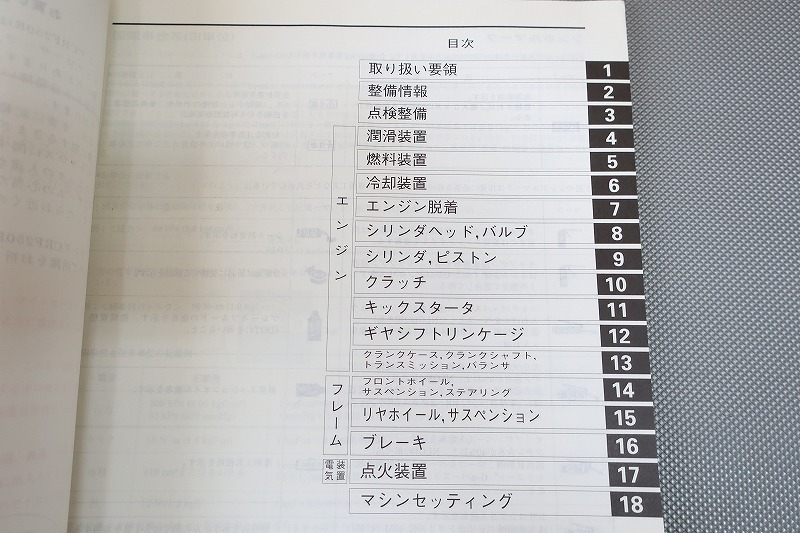 目次
取り扱い要領 1
整備情報 2
点検整備 3
エンジン
潤滑装置 4
燃料装置 5
冷却装置 6
エンジン脱着 7
シリンダヘッド,バルブ 8
シリンダ,ピストン 9
クラッチ 10
キックスタータ 11
ギヤシフトリンケージ 12
クランクケース,クランクシャフト,
トランスミッション,バランサ 13
フレーム
フロントホイール,
サスペンション,ステアリング 14
リヤホイール,サスペンション 15
ブレーキ 16
電気装置
点火装置 17
マシンセッティング 18